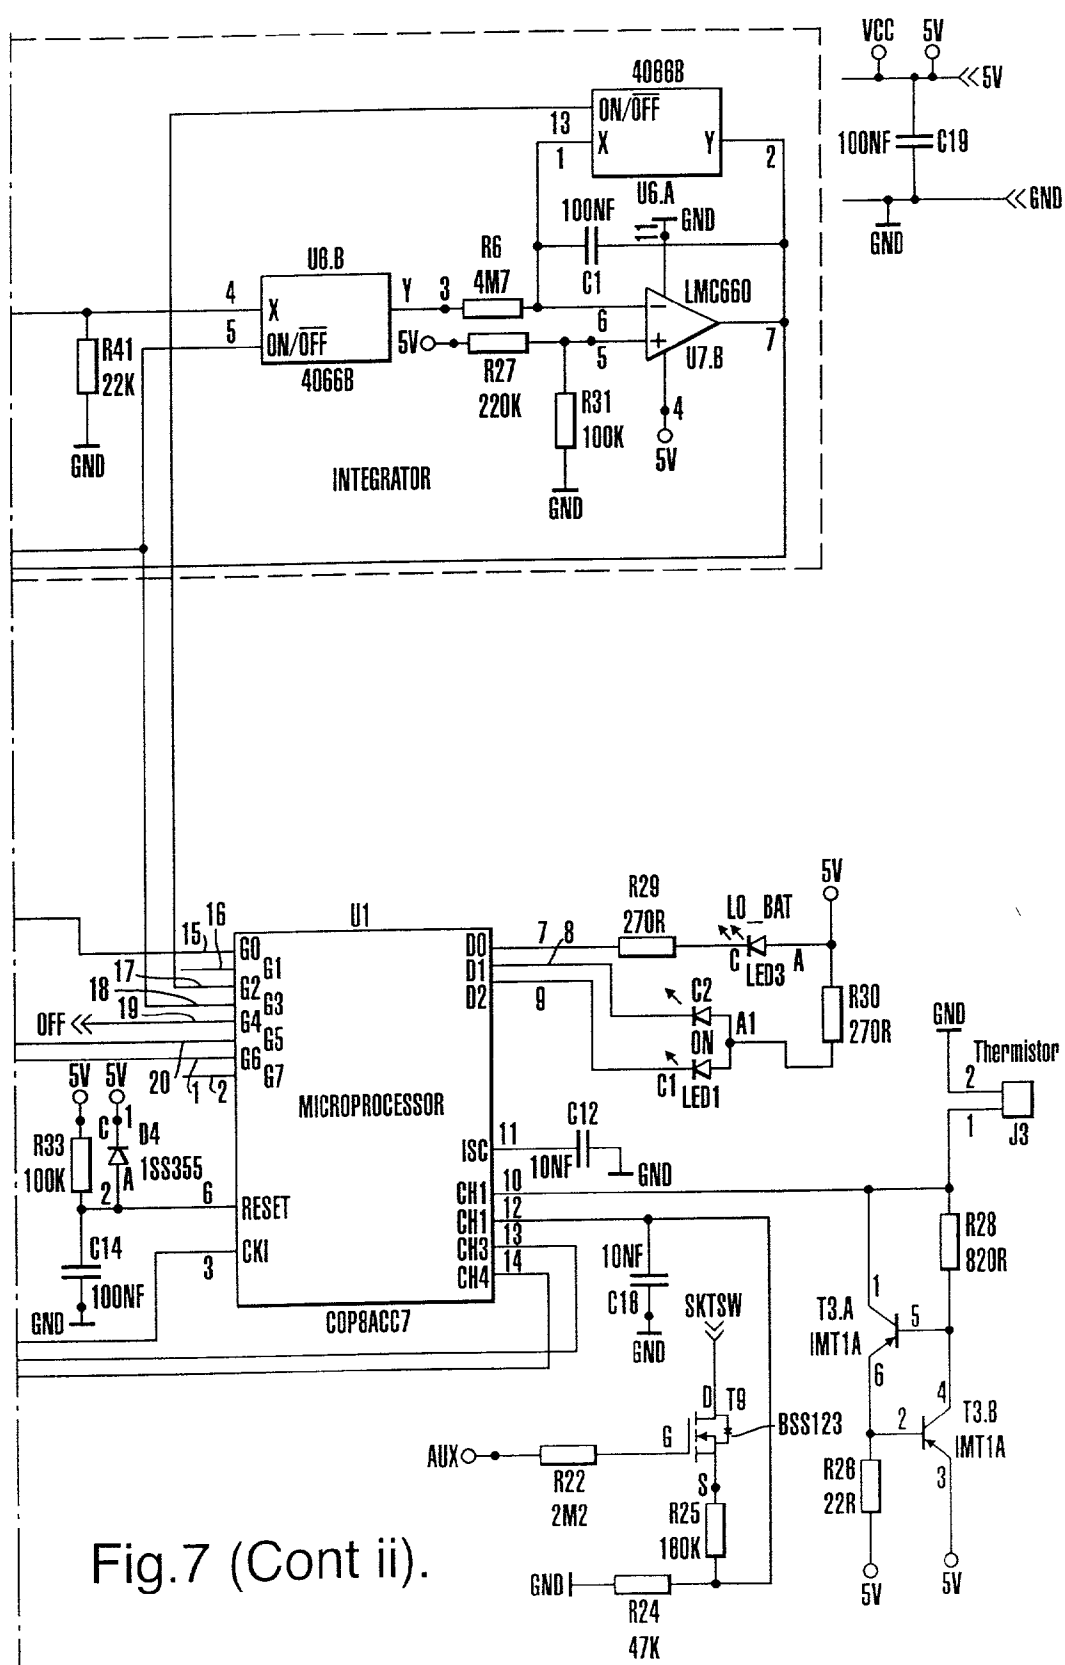 VCC 5V
5V
100NF C19
GND
GND
4066B
ON/OFF
13
X Y
1 2
U6.A
100NF
C1
11 GND
U6.B
4 X Y 3
5 ON/OFF
4066B
R6
4M7
LMC660
− 6
+ 5
7
U7.B
5V
R27
220K
R31
100K
4
5V
GND
R41
22K
GND
INTEGRATOR
U1
15 G0
16 G1
17 G2
18 G3
OFF 19 G4
G5
G6
20 1 2 G7
MICROPROCESSOR
D0 7
D1 8
D2 9
R29
270R
LO_BAT
C A
LED3
5V
R30
270R
C2
ON A1
C1 LED1
GND
Thermistor
2
1
J3
5V 5V
C 1 D4
R33
100K
1SS355
2 A
6 RESET
3 CKI
C14
100NF
GND
ISC 11
C12
10NF
GND
CH1 10
CH1 12
CH3 13
CH4 14
COP8ACC7
10NF
C18
GND
SKTSW
R28
820R
T3.A
IMT1A
1
5
6
4
2
3
T3.B
IMT1A
R26
22R
5V
5V
D T9
G
BSS123
S
AUX
R22
2M2
R25
180K
GND
R24
47K
Fig.7 (Cont ii).